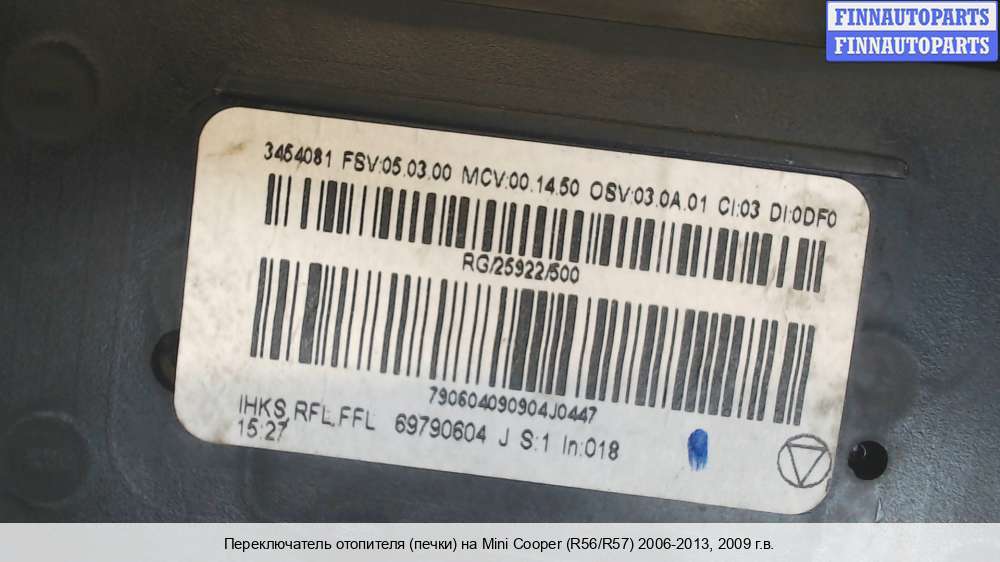 FINNAUTOPARTS
FINNAUTOPARTS
3454081 FSV:05.03.00 MCV:00.14.50 OSV:03.0A.01 CI:03 DI:0DF0
RG/25922/500
790604090904J0447
IHKS,RFL,FFL 69790604 J S:1 In:018
15:27
Переключатель отопителя (печки) на Mini Cooper (R56/R57) 2006-2013, 2009 г.в.